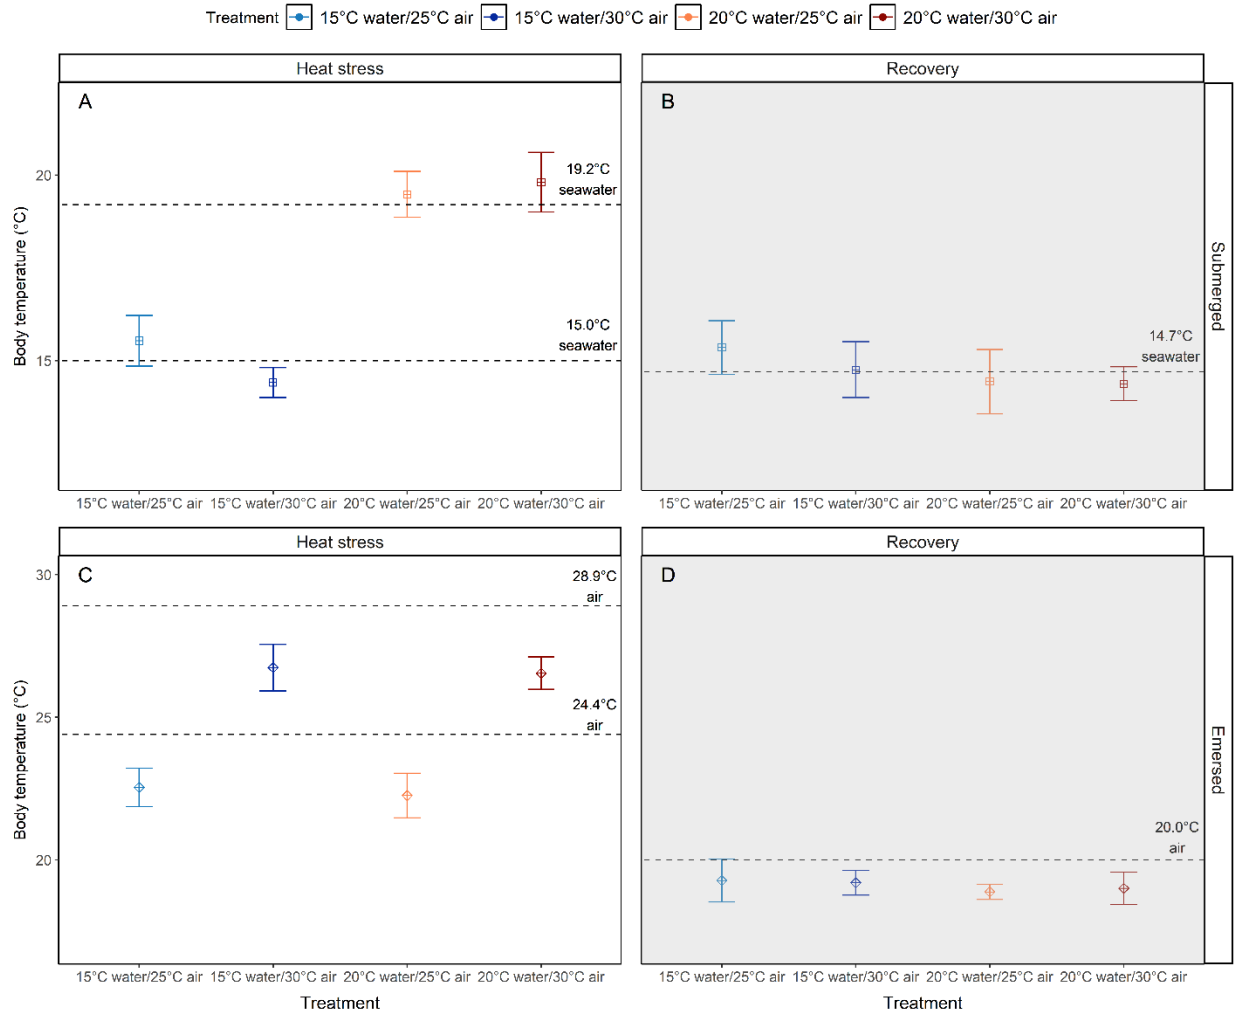 Treatment 15°C water/25°C air 15°C water/30°C air 20°C water/25°C air 20°C water/30°C air
Heat stress
Recovery
A
B
19.2°C
seawater
15.0°C
seawater
14.7°C
seawater
20
15
Body temperature (°C)
Submerged
15°C water/25°C air 15°C water/30°C air 20°C water/25°C air 20°C water/30°C air
15°C water/25°C air 15°C water/30°C air 20°C water/25°C air 20°C water/30°C air
Heat stress
Recovery
C
D
28.9°C
air
24.4°C
air
20.0°C
air
30
25
20
Body temperature (°C)
Emersed
15°C water/25°C air 15°C water/30°C air 20°C water/25°C air 20°C water/30°C air
15°C water/25°C air 15°C water/30°C air 20°C water/25°C air 20°C water/30°C air
Treatment
Treatment